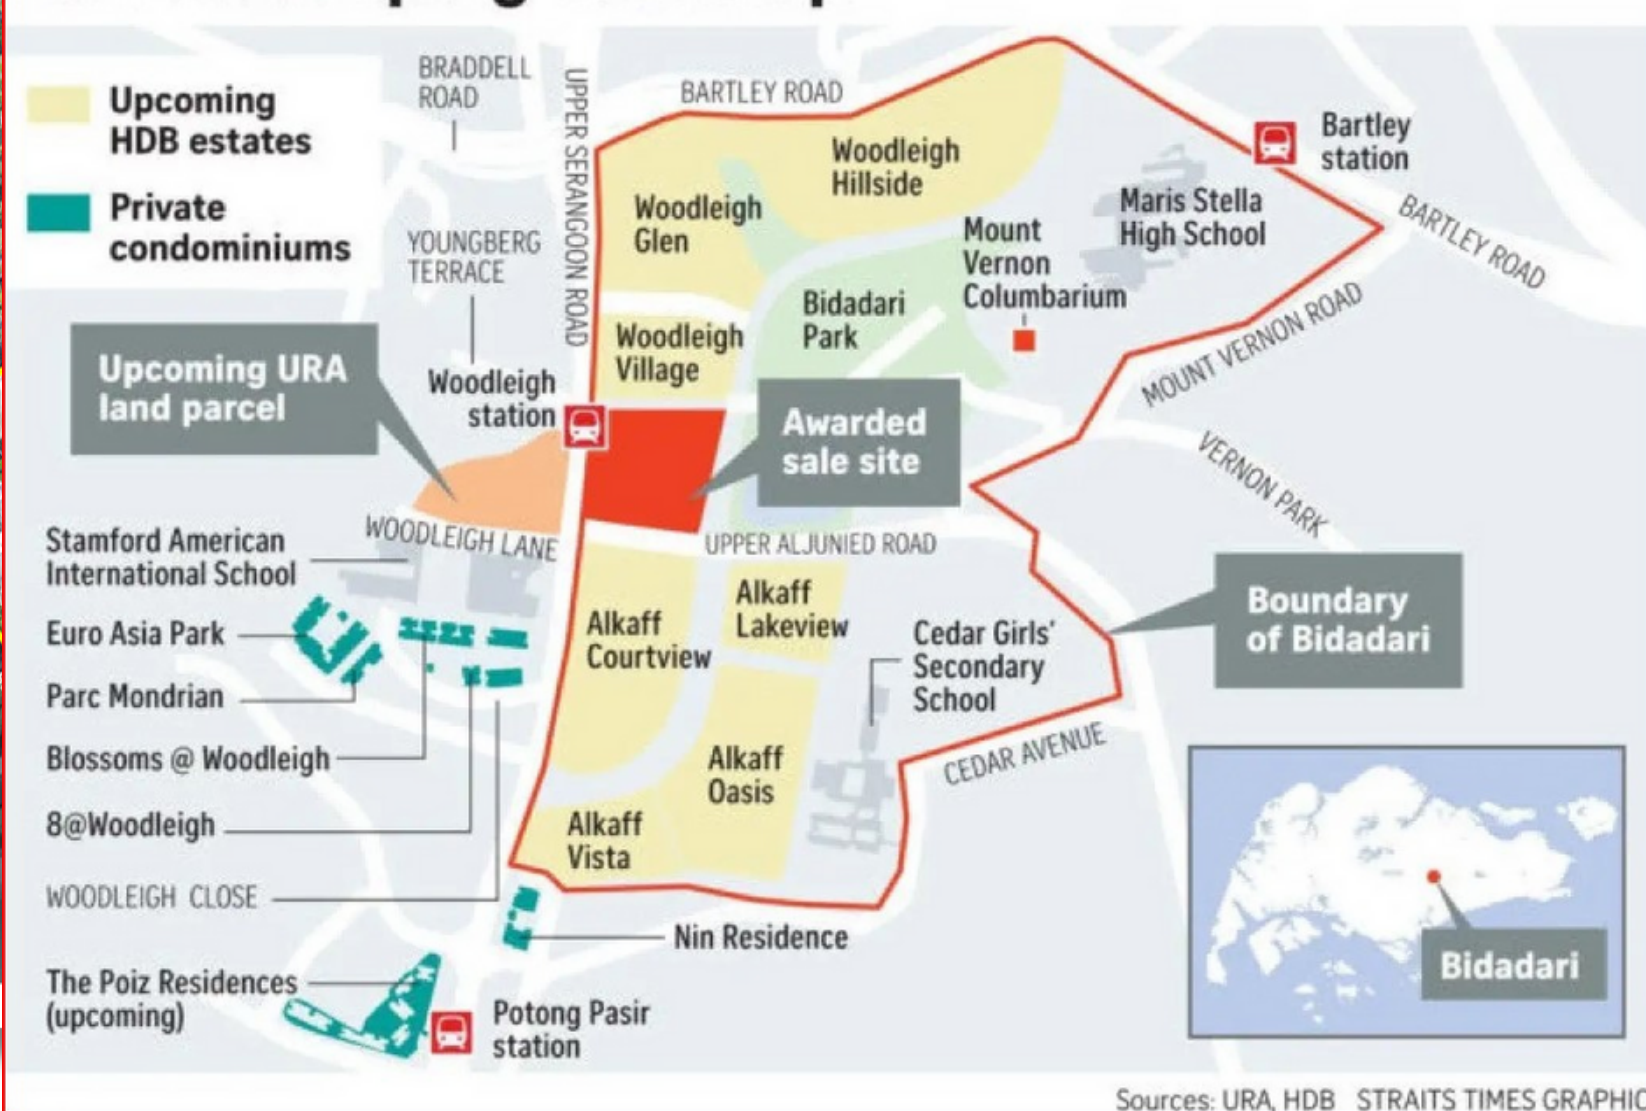 Upcoming
HDB estates
Private
condominiums
BRADDELL
ROAD
UPPER SERANGOON ROAD
BARTLEY ROAD
Bartley
station
Woodleigh
Hillside
Woodleigh
Glen
Maris Stella
High School
BARTLEY ROAD
YOUNGBERG
TERRACE
Mount
Vernon
Columbarium
Bidadari
Park
Woodleigh
Village
MOUNT VERNON ROAD
Upcoming URA
land parcel
Woodleigh
station
Awarded
sale site
VERNON PARK
WOODLEIGH LANE
UPPER ALJUNIED ROAD
Stamford American
International School
Euro Asia Park
Parc Mondrian
Blossoms @ Woodleigh
8@Woodleigh
WOODLEIGH CLOSE
Alkaff
Courtview
Alkaff
Lakeview
Cedar Girls'
Secondary
School
Boundary
of Bidadari
CEDAR AVENUE
Alkaff
Oasis
Alkaff
Vista
Nin Residence
The Poiz Residences
(upcoming)
Potong Pasir
station
Bidadari
Sources: URA, HDB STRAITS TIMES GRAPHIC